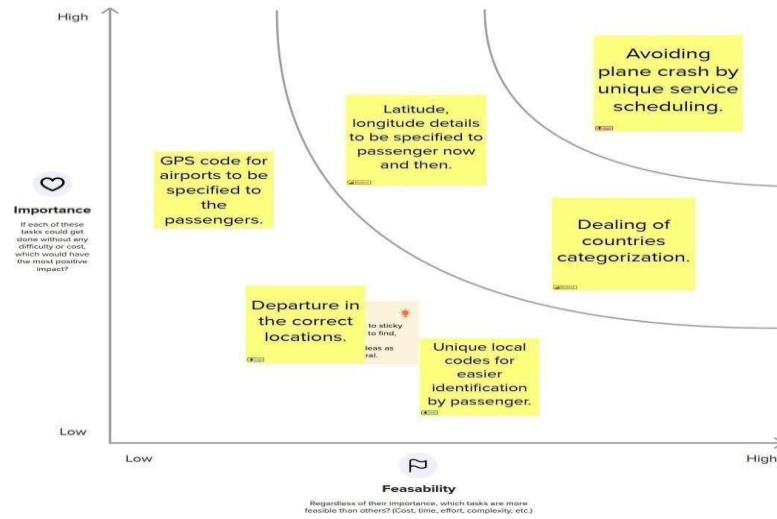 High
Avoiding
plane crash by
unique service
scheduling.
Latitude,
longitude details
to be specified to
passenger now
and then.
GPS code for
airports to be
specified to
the
passengers.
Importance
If each of these
tasks could get
done without any
difficulty or cost,
which would have
the most positive
impact?
Dealing of
countries
categorization.
Departure in
the correct
locations.
to sticky
to find,
eas as
ral.
Unique local
codes for
easier
identification
by passenger.
Low
Low
High
Feasability
Regardless of their importance, which tasks are more
feasible than others? (Cost, time, effort, complexity, etc.)